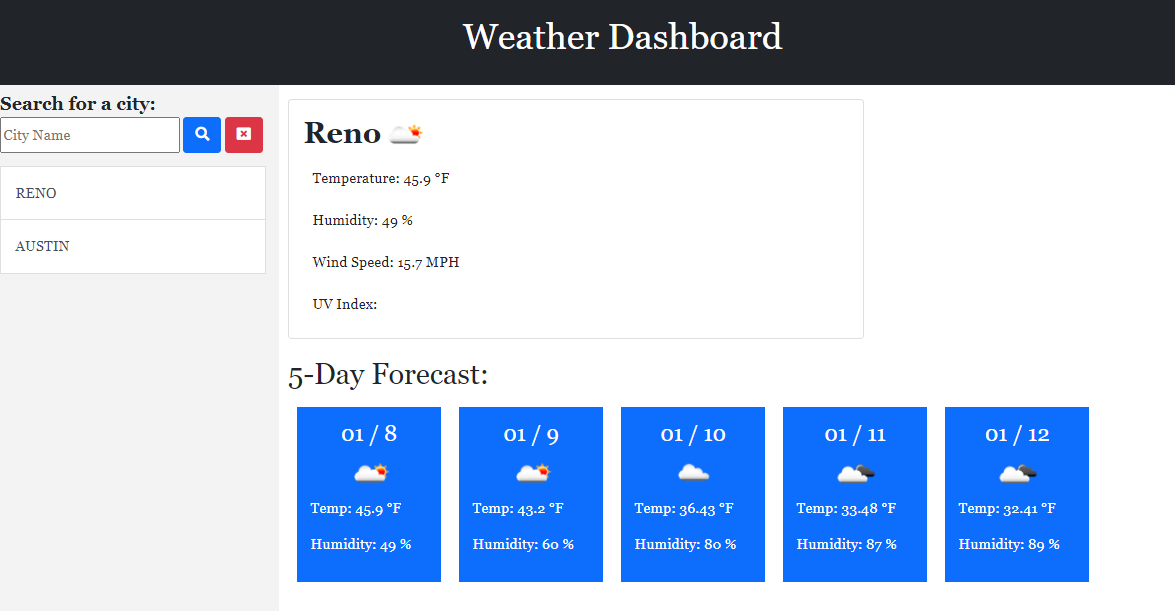 Weather Dashboard
Search for a city:
City Name
RENO
AUSTIN
Reno
Temperature: 45.9 °F
Humidity: 49 %
Wind Speed: 15.7 MPH
UV Index:
5-Day Forecast:
01 / 8
Temp: 45.9 °F
Humidity: 49 %
01 / 9
Temp: 43.2 °F
Humidity: 60 %
01 / 10
Temp: 36.43 °F
Humidity: 80 %
01 / 11
Temp: 33.48 °F
Humidity: 87 %
01 / 12
Temp: 32.41 °F
Humidity: 89 %